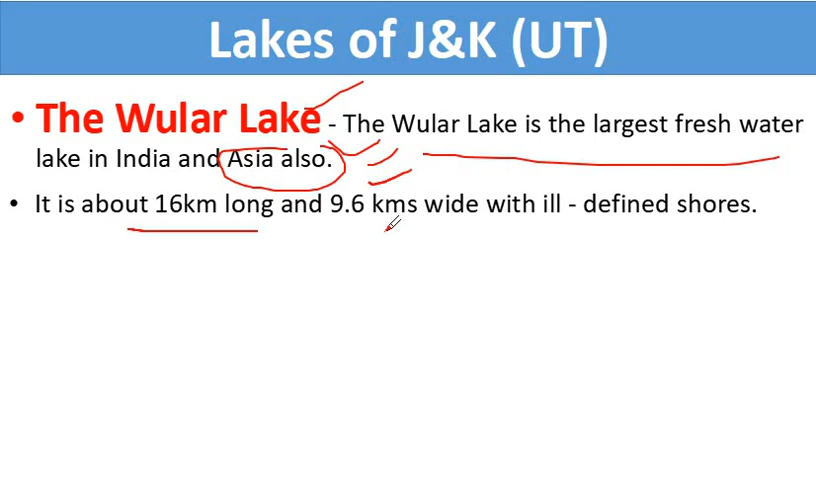 Lakes of J&K (UT)
• The Wular Lake - The Wular Lake is the largest fresh water
lake in India and Asia also.
• It is about 16km long and 9.6 kms wide with ill - defined shores.